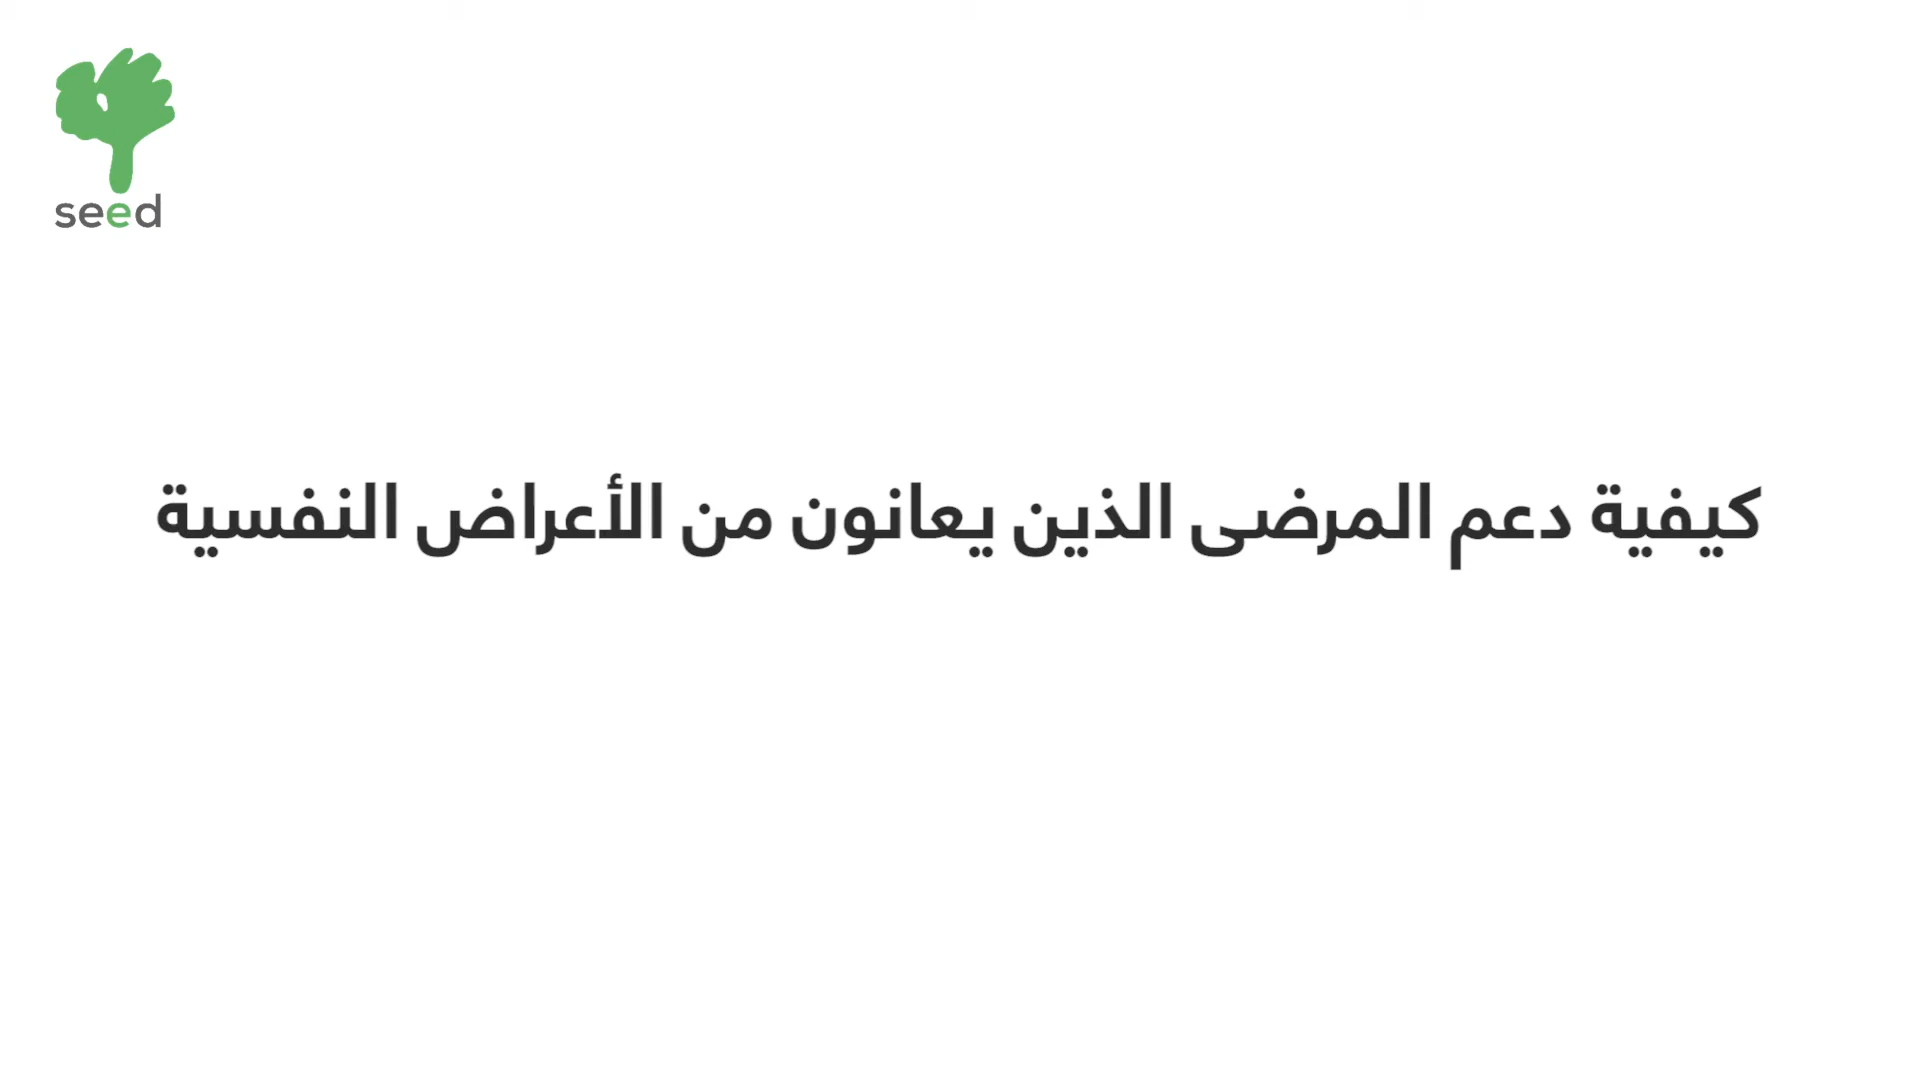 seed
كيفية دعم المرضى الذين يعانون من الأعراض النفسية